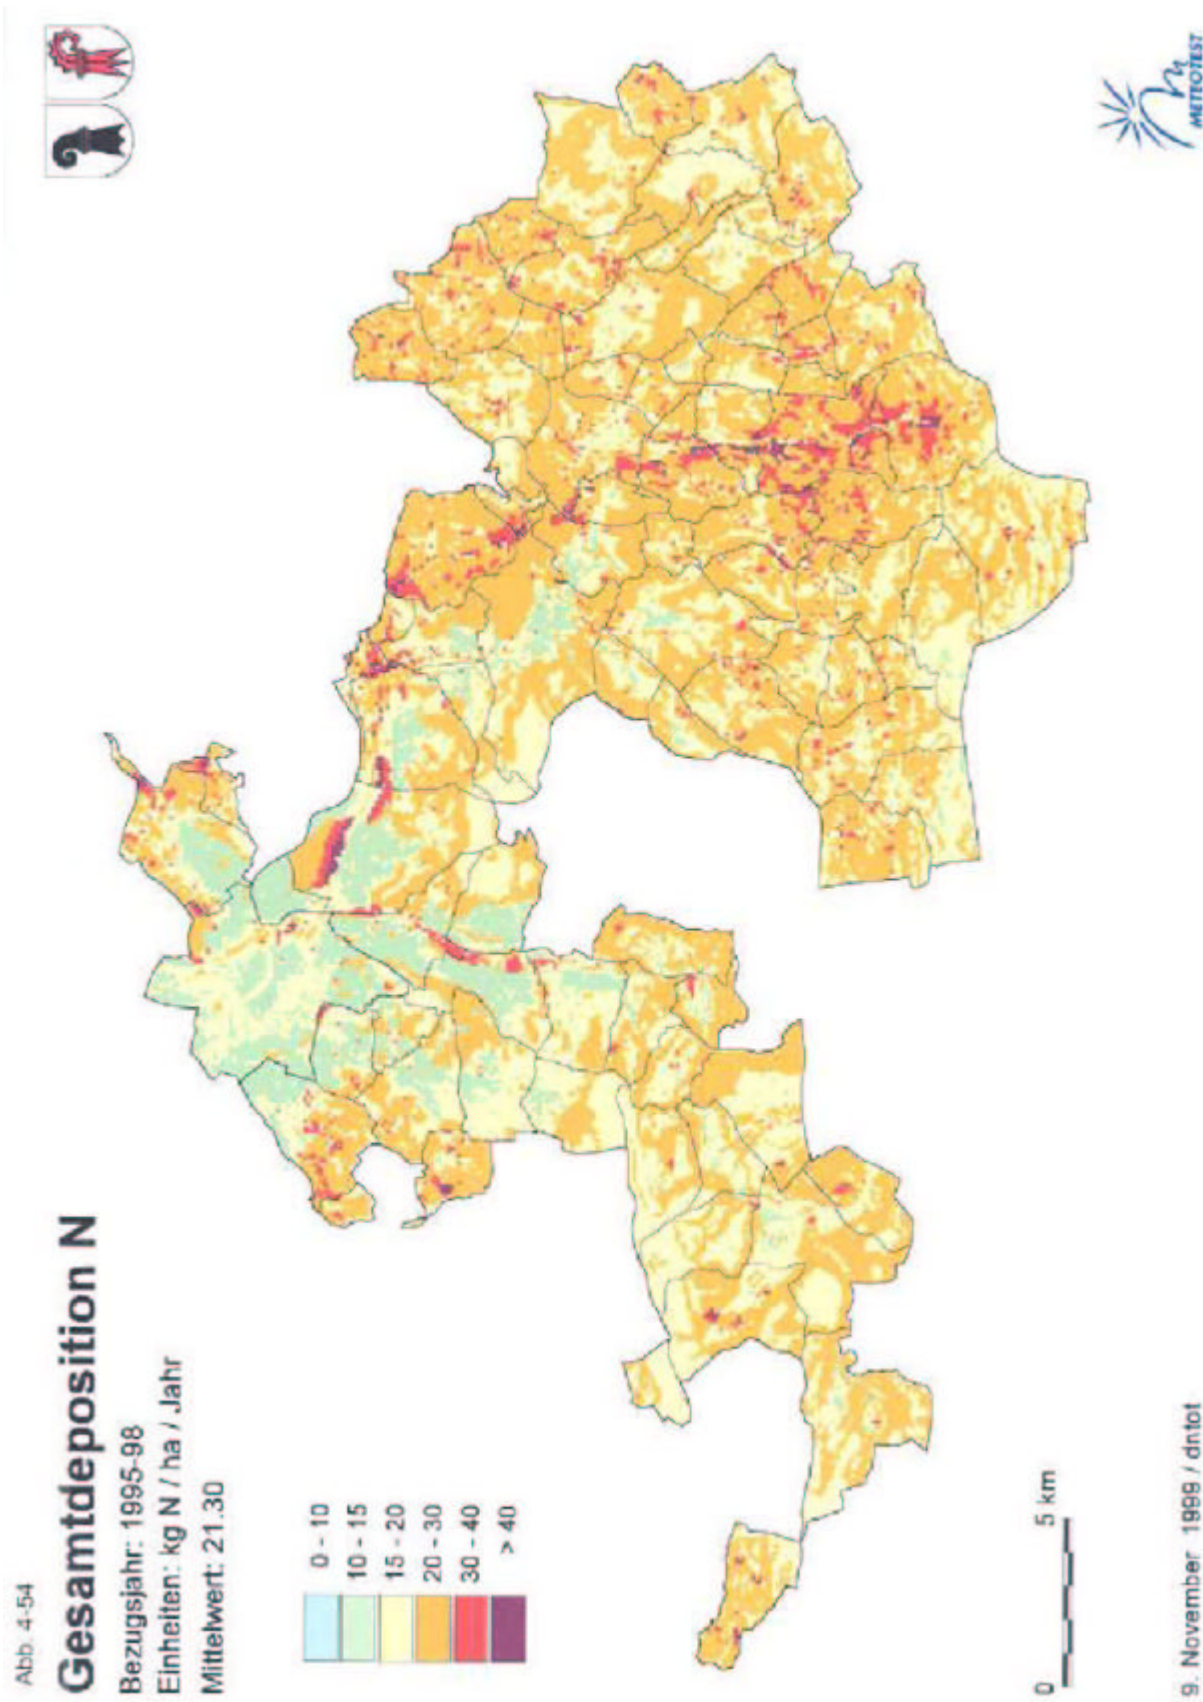 Abb. 4-54
Gesamtdeposition N
Bezugsjahr: 1995-98
Einheiten: kg N / ha / Jahr
Mittelwert: 21.30
0 - 10
10 - 15
15 - 20
20 - 30
30 - 40
> 40
0 5 km
9. November 1999 / dntot
METEOTEST